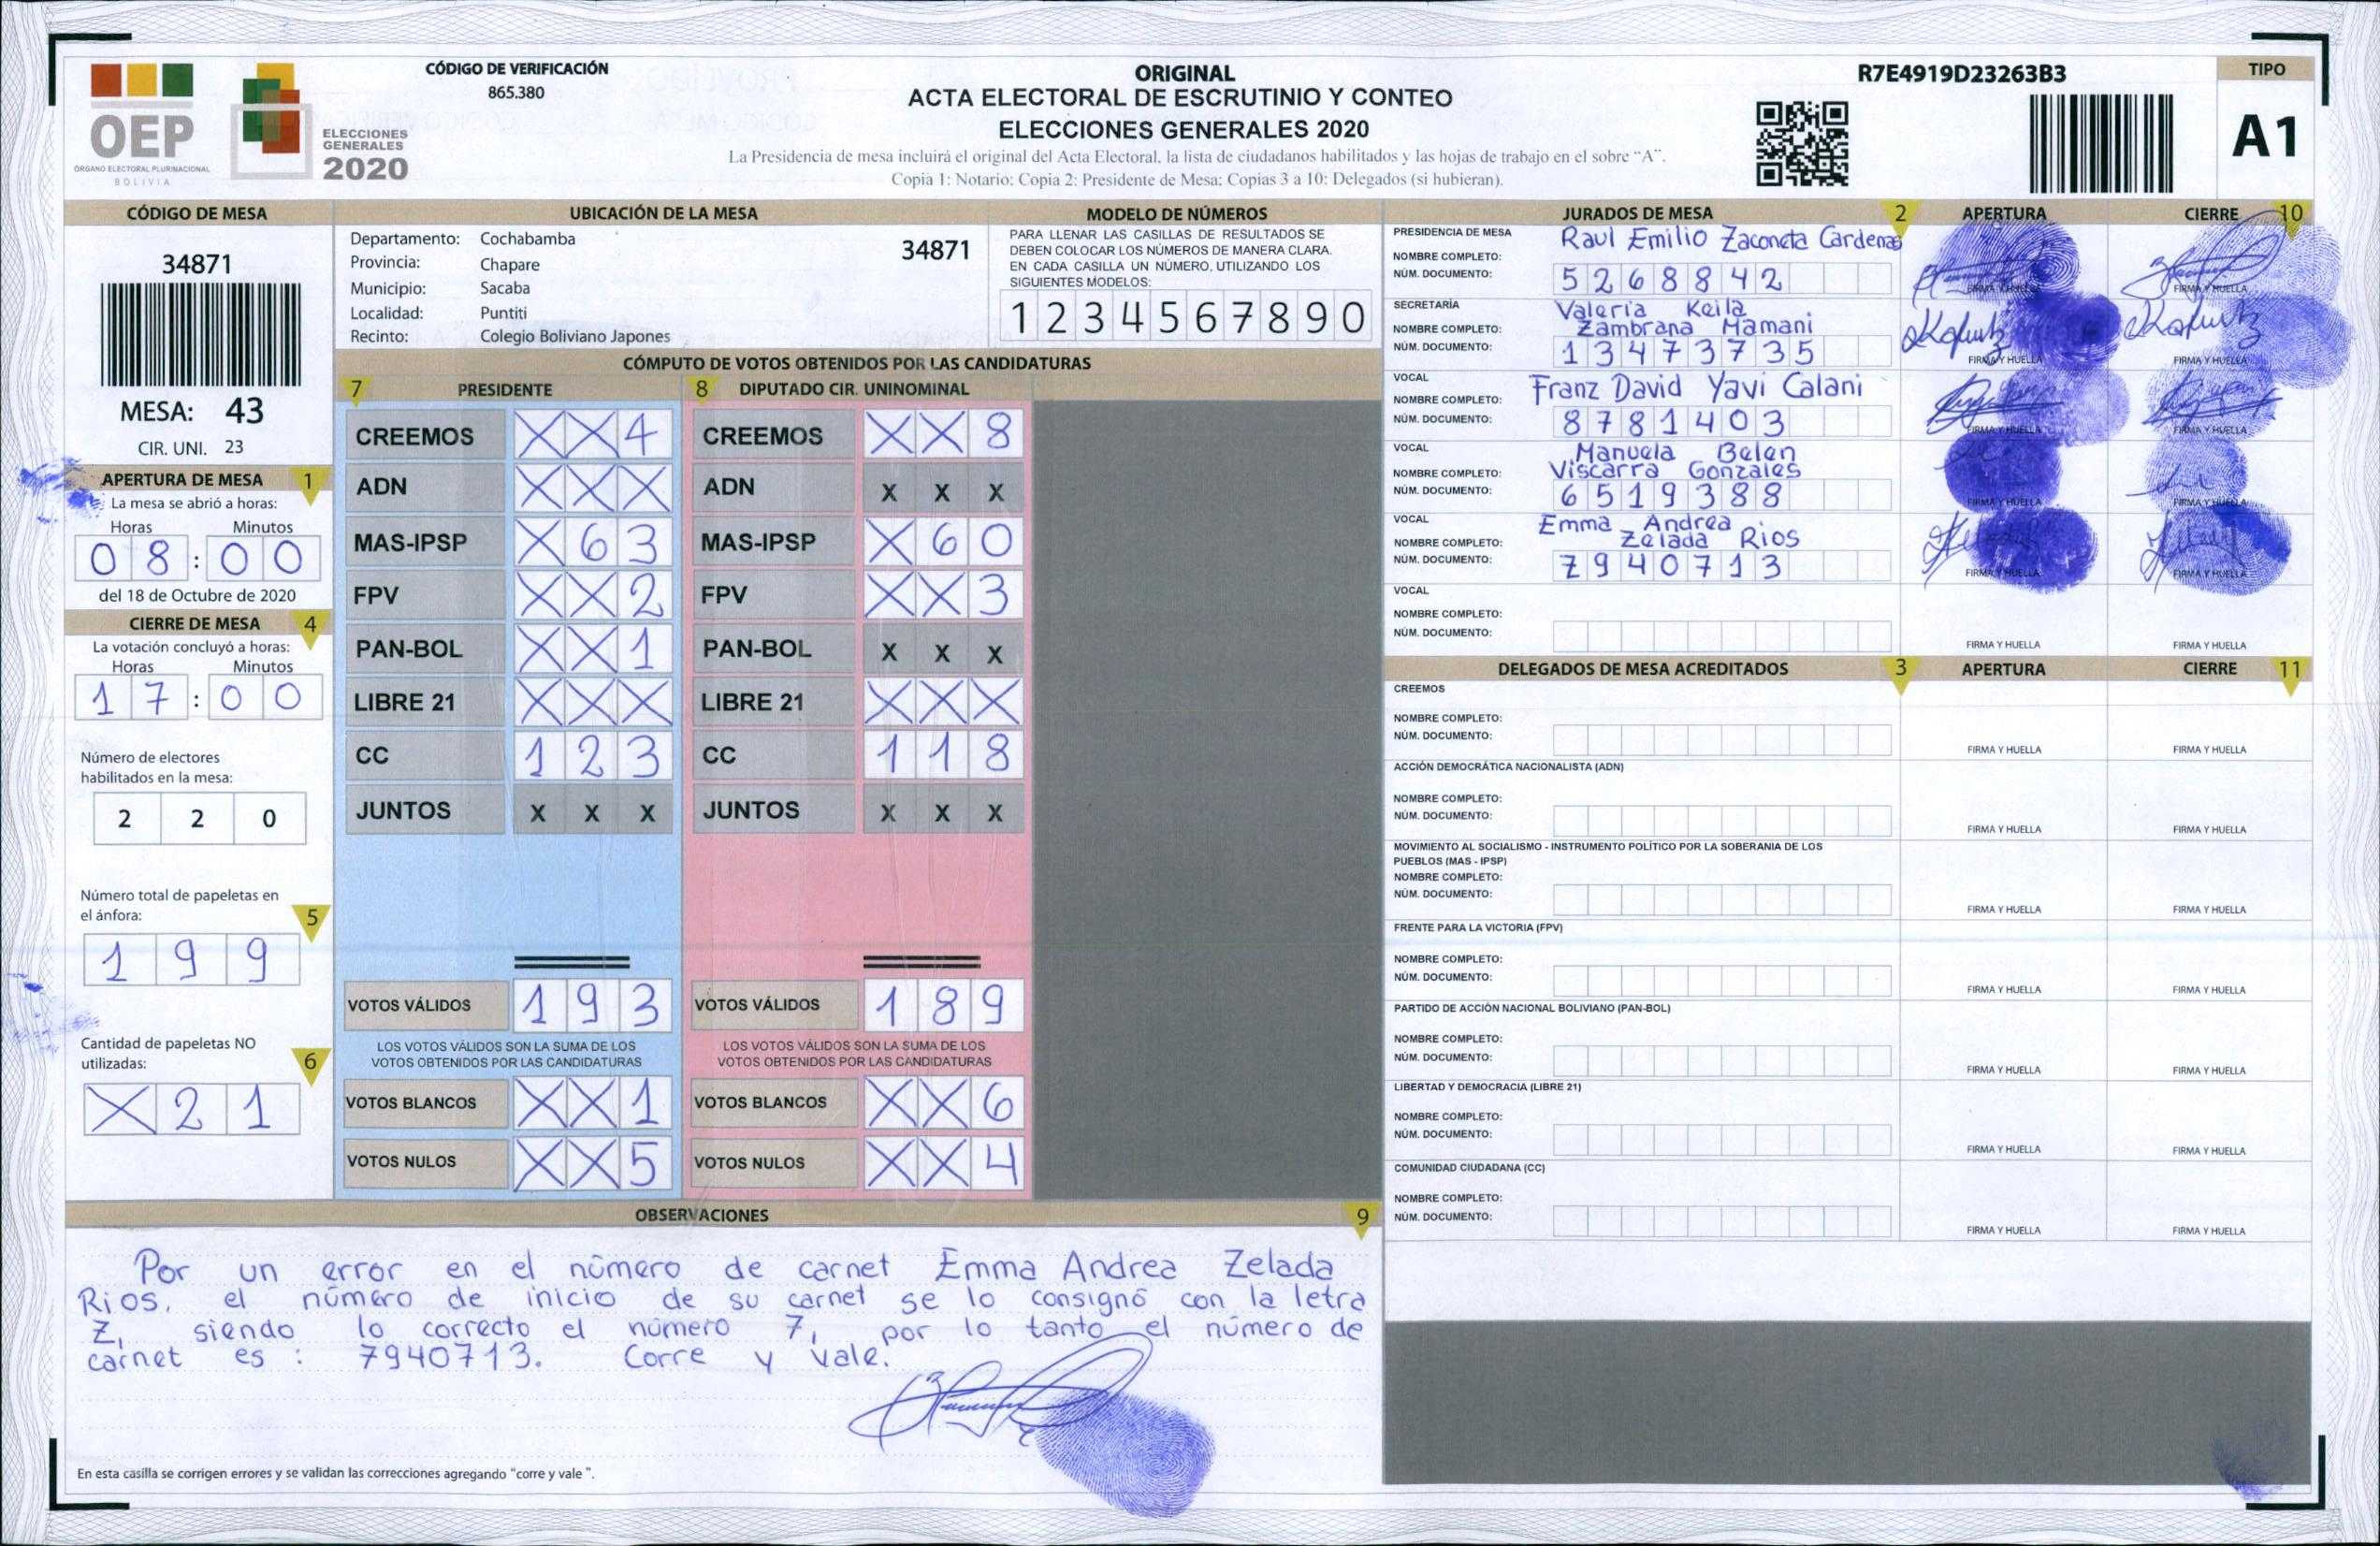 OEP
ÓRGANO ELECTORAL PLURINACIONAL
BOLIVIA
ELECCIONES
GENERALES
2020
CÓDIGO DE VERIFICACIÓN
865.380
ORIGINAL
ACTA ELECTORAL DE ESCRUTINIO Y CONTEO
ELECCIONES GENERALES 2020
La Presidencia de mesa incluirá el original del Acta Electoral, la lista de ciudadanos habilitados y las hojas de trabajo en el sobre "A".
Copia 1: Notario; Copia 2: Presidente de Mesa; Copias 3 a 10: Delegados (si hubieran).
R7E4919D23263B3
TIPO
A1
CÓDIGO DE MESA
34871
MESA: 43
CIR. UNI. 23
APERTURA DE MESA 1
La mesa se abrió a horas:
Horas Minutos
0 8 : 0 0
del 18 de Octubre de 2020
CIERRE DE MESA 4
La votación concluyó a horas:
Horas Minutos
1 7 : 0 0
Número de electores
habilitados en la mesa:
2 2 0
Número total de papeletas en
el ánfora: 5
1 9 9
Cantidad de papeletas NO
utilizadas: 6
X 2 1
UBICACIÓN DE LA MESA
Departamento: Cochabamba
34871
Provincia: Chapare
Municipio: Sacaba
Localidad: Puntiti
Recinto: Colegio Boliviano Japones
MODELO DE NÚMEROS
PARA LLENAR LAS CASILLAS DE RESULTADOS SE
DEBEN COLOCAR LOS NÚMEROS DE MANERA CLARA.
EN CADA CASILLA UN NÚMERO, UTILIZANDO LOS
SIGUIENTES MODELOS:
1 2 3 4 5 6 7 8 9 0
CÓMPUTO DE VOTOS OBTENIDOS POR LAS CANDIDATURAS
7 PRESIDENTE
CREEMOS X X 4
ADN X X X
MAS-IPSP X 6 3
FPV X X 2
PAN-BOL X X 1
LIBRE 21 X X X
CC 1 2 3
JUNTOS X X X
VOTOS VÁLIDOS 1 9 3
LOS VOTOS VÁLIDOS SON LA SUMA DE LOS
VOTOS OBTENIDOS POR LAS CANDIDATURAS
VOTOS BLANCOS X X 1
VOTOS NULOS X X 5
8 DIPUTADO CIR. UNINOMINAL
CREEMOS X X 8
ADN X X X
MAS-IPSP X 6 0
FPV X X 3
PAN-BOL X X X
LIBRE 21 X X X
CC 1 1 8
JUNTOS X X X
VOTOS VÁLIDOS 1 8 9
LOS VOTOS VÁLIDOS SON LA SUMA DE LOS
VOTOS OBTENIDOS POR LAS CANDIDATURAS
VOTOS BLANCOS X X 6
VOTOS NULOS X X 4
OBSERVACIONES 9
Por un error en el número de carnet Emma Andrea Zelada
Rios, el número de inicio de su carnet se lo consignó con la letra
Z, siendo lo correcto el número 7, por lo tanto el número de
carnet es : 7940713. Corre y vale.
En esta casilla se corrigen errores y se validan las correcciones agregando "corre y vale ".
JURADOS DE MESA 2 APERTURA CIERRE 10
PRESIDENCIA DE MESA
NOMBRE COMPLETO: Raul Emilio Zaconeta Cardenas
NÚM. DOCUMENTO: 5 2 6 8 8 4 2
FIRMA Y HUELLA FIRMA Y HUELLA
SECRETARÍA
Valeria Keila
NOMBRE COMPLETO: Zambrana Mamani
NÚM. DOCUMENTO: 1 3 4 7 3 7 3 5
FIRMA Y HUELLA FIRMA Y HUELLA
VOCAL
NOMBRE COMPLETO: Franz David Yavi Calani
NÚM. DOCUMENTO: 8 7 8 1 4 0 3
FIRMA Y HUELLA FIRMA Y HUELLA
VOCAL
Manuela Belen
NOMBRE COMPLETO: Viscarra Gonzales
NÚM. DOCUMENTO: 6 5 1 9 3 8 8
FIRMA Y HUELLA FIRMA Y HUELLA
VOCAL
Emma Andrea
NOMBRE COMPLETO: Zelada Rios
NÚM. DOCUMENTO: Z 9 4 0 7 1 3
FIRMA Y HUELLA FIRMA Y HUELLA
VOCAL
NOMBRE COMPLETO:
NÚM. DOCUMENTO:
FIRMA Y HUELLA FIRMA Y HUELLA
DELEGADOS DE MESA ACREDITADOS 3 APERTURA CIERRE 11
CREEMOS
NOMBRE COMPLETO:
NÚM. DOCUMENTO:
FIRMA Y HUELLA FIRMA Y HUELLA
ACCIÓN DEMOCRÁTICA NACIONALISTA (ADN)
NOMBRE COMPLETO:
NÚM. DOCUMENTO:
FIRMA Y HUELLA FIRMA Y HUELLA
MOVIMIENTO AL SOCIALISMO - INSTRUMENTO POLÍTICO POR LA SOBERANIA DE LOS
PUEBLOS (MAS - IPSP)
NOMBRE COMPLETO:
NÚM. DOCUMENTO:
FIRMA Y HUELLA FIRMA Y HUELLA
FRENTE PARA LA VICTORIA (FPV)
NOMBRE COMPLETO:
NÚM. DOCUMENTO:
FIRMA Y HUELLA FIRMA Y HUELLA
PARTIDO DE ACCIÓN NACIONAL BOLIVIANO (PAN-BOL)
NOMBRE COMPLETO:
NÚM. DOCUMENTO:
FIRMA Y HUELLA FIRMA Y HUELLA
LIBERTAD Y DEMOCRACIA (LIBRE 21)
NOMBRE COMPLETO:
NÚM. DOCUMENTO:
FIRMA Y HUELLA FIRMA Y HUELLA
COMUNIDAD CIUDADANA (CC)
NOMBRE COMPLETO:
NÚM. DOCUMENTO:
FIRMA Y HUELLA FIRMA Y HUELLA